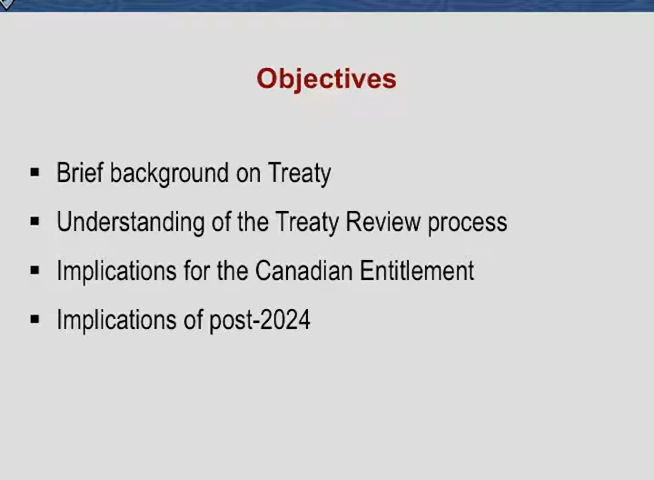 Objectives
▪ Brief background on Treaty
▪ Understanding of the Treaty Review process
▪ Implications for the Canadian Entitlement
▪ Implications of post-2024